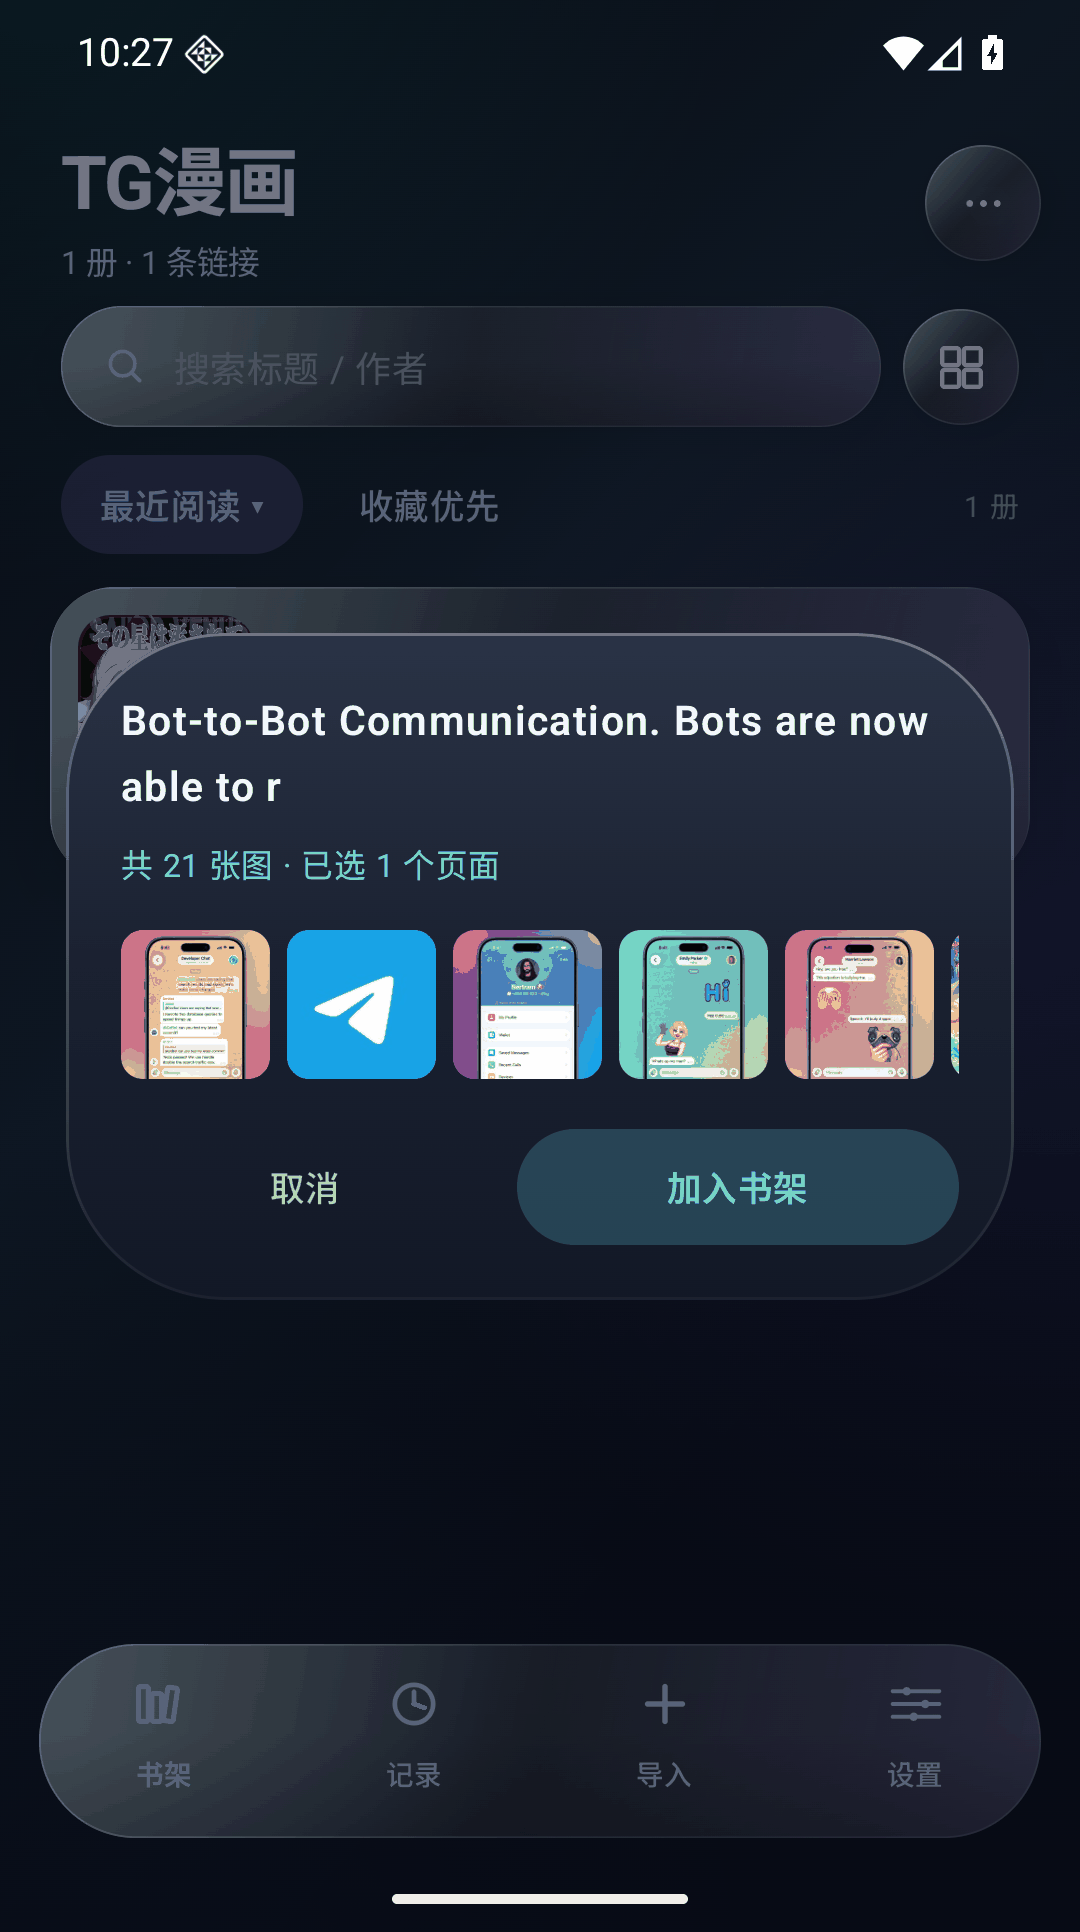 10:27
TG漫画
1 册 · 1 条链接
搜索标题 / 作者
最近阅读 ▾
收藏优先
1 册
Bot-to-Bot Communication. Bots are now
able to r
共 21 张图 · 已选 1 个页面
Hi
取消
加入书架
书架
记录
导入
设置